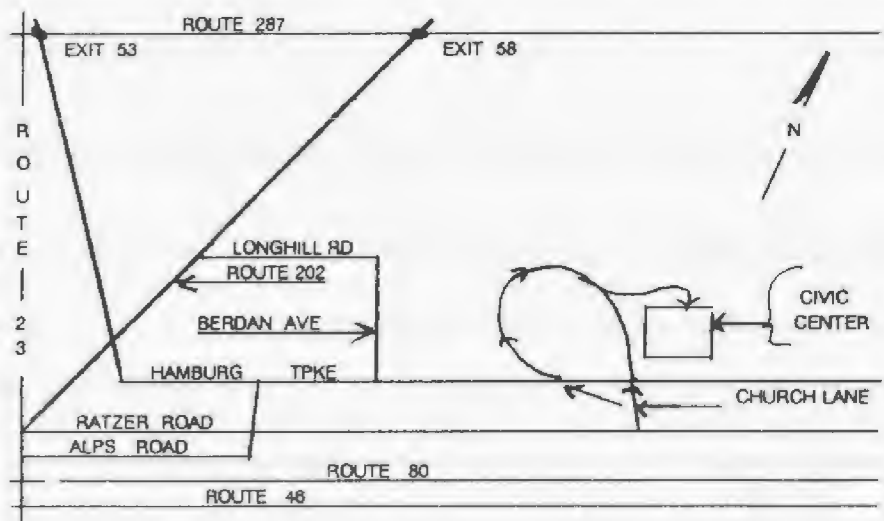 ROUTE 287
EXIT 53
EXIT 58
N
ROUTE 23
LONGHILL RD
ROUTE 202
BERDAN AVE
CIVIC
CENTER
HAMBURG TPKE
CHURCH LANE
RATZER ROAD
ALPS ROAD
ROUTE 80
ROUTE 46